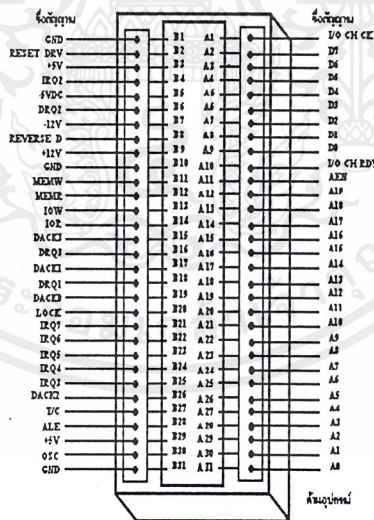 ชื่อสัญญาณ ชื่อสัญญาณ
GND B1 A1 I/O CH CK
RESET DRV B2 A2 D7
+5V B3 A3 D6
IRQ2 B4 A4 D5
-5VDC B5 A5 D4
DRQ2 B6 A6 D3
-12V B7 A7 D2
REVERSE D B8 A8 D1
+12V B9 A9 D0
GND B10 A10 I/O CH RDY
MEMW B11 A11 AEN
MEMR B12 A12 A19
IOW B13 A13 A18
IOR B14 A14 A17
DACK3 B15 A15 A16
DRQ3 B16 A16 A15
DACK1 B17 A17 A14
DRQ1 B18 A18 A13
DACK0 B19 A19 A12
LOCK B20 A20 A11
IRQ7 B21 A21 A10
IRQ6 B22 A22 A9
IRQ5 B23 A23 A8
IRQ4 B24 A24 A7
IRQ3 B25 A25 A6
DACK2 B26 A26 A5
T/C B27 A27 A4
ALE B28 A28 A3
+5V B29 A29 A2
OSC B30 A30 A1
GND B31 A31 A0
ด้านอุปกรณ์